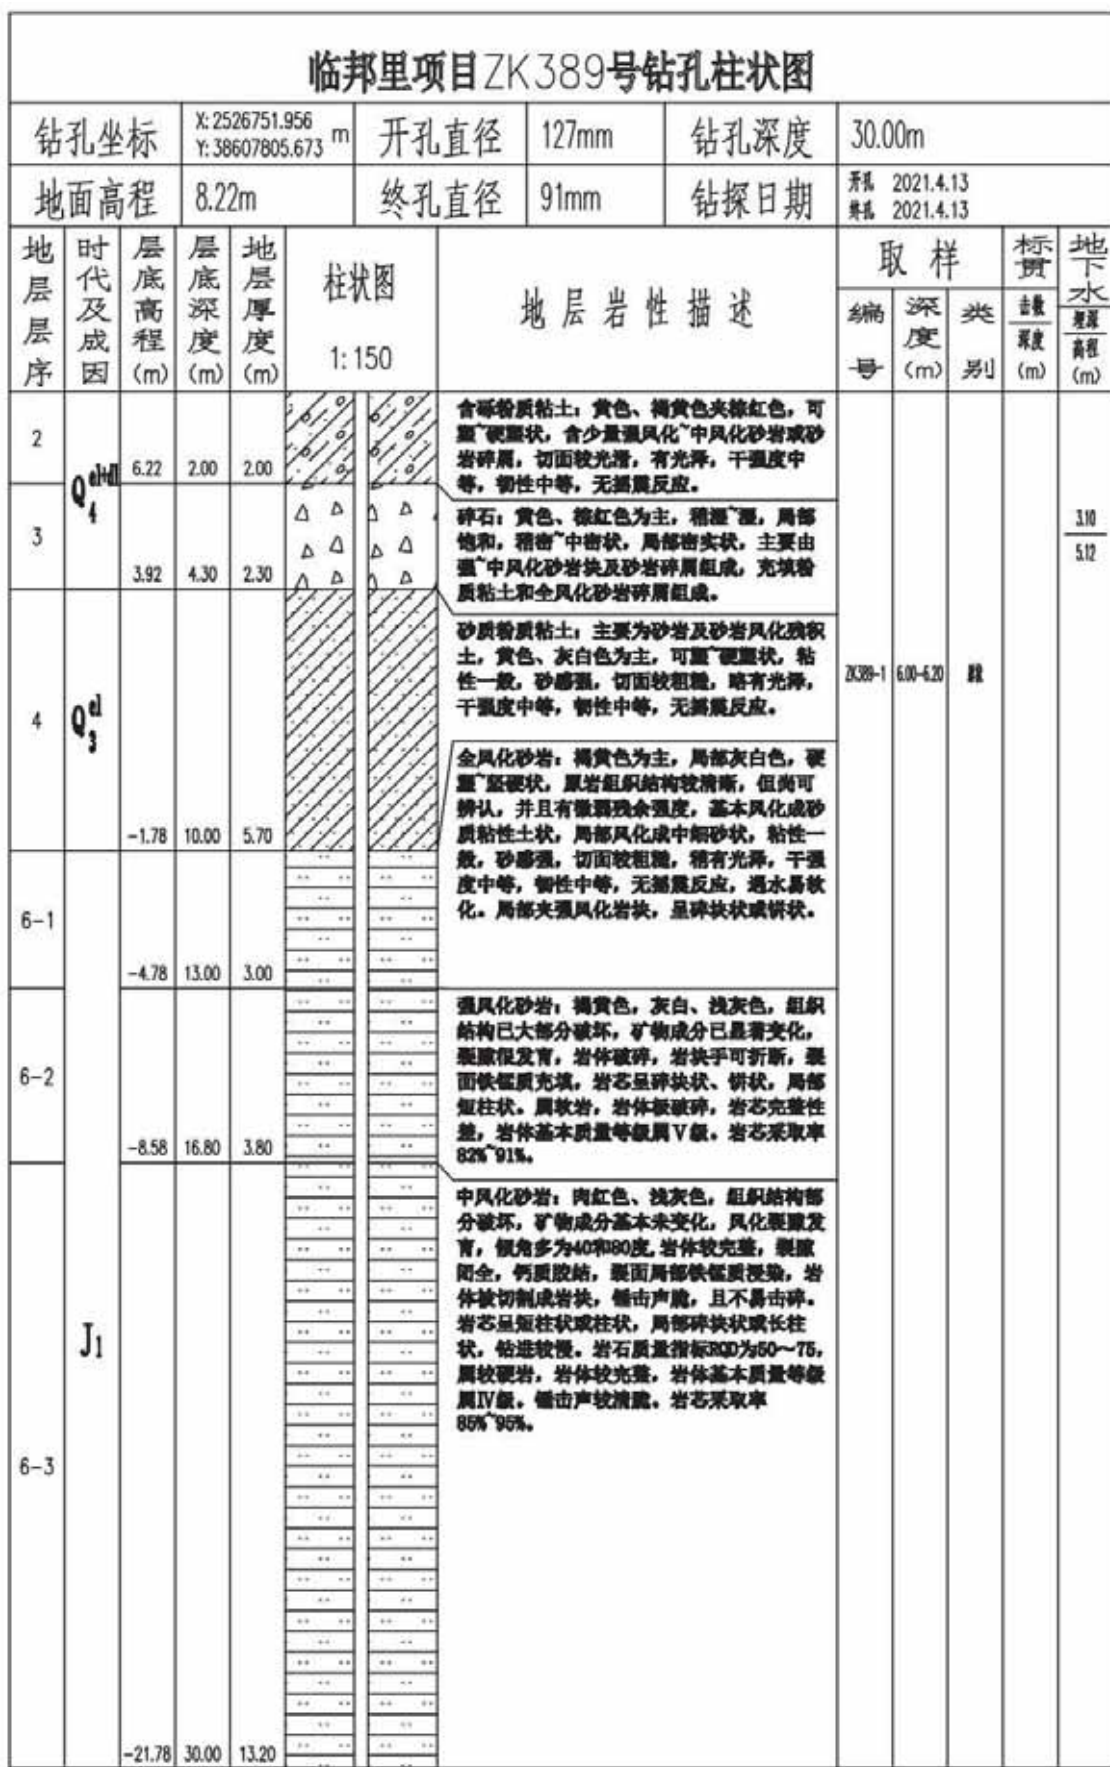 临邦里项目ZK389号钻孔柱状图
钻孔坐标 X: 2526751.956 Y: 38607805.673 m 开孔直径 127mm 钻孔深度 30.00m
地面高程 8.22m 终孔直径 91mm 钻探日期 开孔 2021.4.13 终孔 2021.4.13
地层层序 时代及成因 层底高程(m) 层底深度(m) 地层厚度(m) 柱状图 1:150 地层岩性描述 取样 编号 深度(m) 类别 标贯 击数 深度(m) 地下水 埋深 高程(m)
含砾粉质粘土：黄色、褐黄色夹棕红色，可
塑~硬塑状，含少量强风化~中风化砂岩或砂
岩碎屑，切面较光滑，有光泽，干强度中
等，韧性中等，无摇震反应。
2 6.22 2.00 2.00
Q4 el+dl
碎石：黄色、棕红色为主，稍湿~湿，局部
饱和，稍密~中密状，局部密实状，主要由
强~中风化砂岩块及砂岩碎屑组成，充填粉
质粘土和全风化砂岩碎屑组成。
3 3.92 4.30 2.30
3.10
5.12
砂质粉质粘土：主要为砂岩及砂岩风化残积
土，黄色、灰白色为主，可塑~硬塑状，粘
性一般，砂感强，切面较粗糙，略有光泽，
干强度中等，韧性中等，无摇震反应。
ZK389-1 6.00-6.20
4 Q3 el -1.78 10.00 5.70
全风化砂岩：褐黄色为主，局部灰白色，硬
塑~坚硬状，原岩组织结构较清晰，但尚可
辨认，并且有微弱残余强度，基本风化成砂
质粘性土状，局部风化成中细砂状，粘性一
般，砂感强，切面较粗糙，稍有光泽，干强
度中等，韧性中等，无摇震反应，遇水易软
化。局部夹强风化岩块，呈碎块状或饼状。
6-1 -4.78 13.00 3.00
强风化砂岩：褐黄色，灰白、浅灰色，组织
结构已大部分破坏，矿物成分已显著变化，
裂隙很发育，岩体破碎，岩块手可折断，裂
面铁锰质充填，岩芯呈碎块状、饼状，局部
短柱状。属软岩，岩体极破碎，岩芯完整性
差，岩体基本质量等级属Ⅴ级。岩芯采取率
82%~91%。
6-2 -8.58 16.80 3.80
中风化砂岩：肉红色、浅灰色，组织结构部
分破坏，矿物成分基本未变化，风化裂隙发
育，倾角多为40和80度,岩体较完整，裂隙
闭全，钙质胶结，裂面局部铁锰质浸染，岩
体被切割成岩块，锤击声脆，且不易击碎。
岩芯呈短柱状或柱状，局部碎块状或长柱
状，钻进较慢。岩石质量指标RQD为50～75，
属较硬岩，岩体较完整，岩体基本质量等级
属Ⅳ级。锤击声较清脆。岩芯采取率
85%~95%。
J1
6-3 -21.78 30.00 13.20